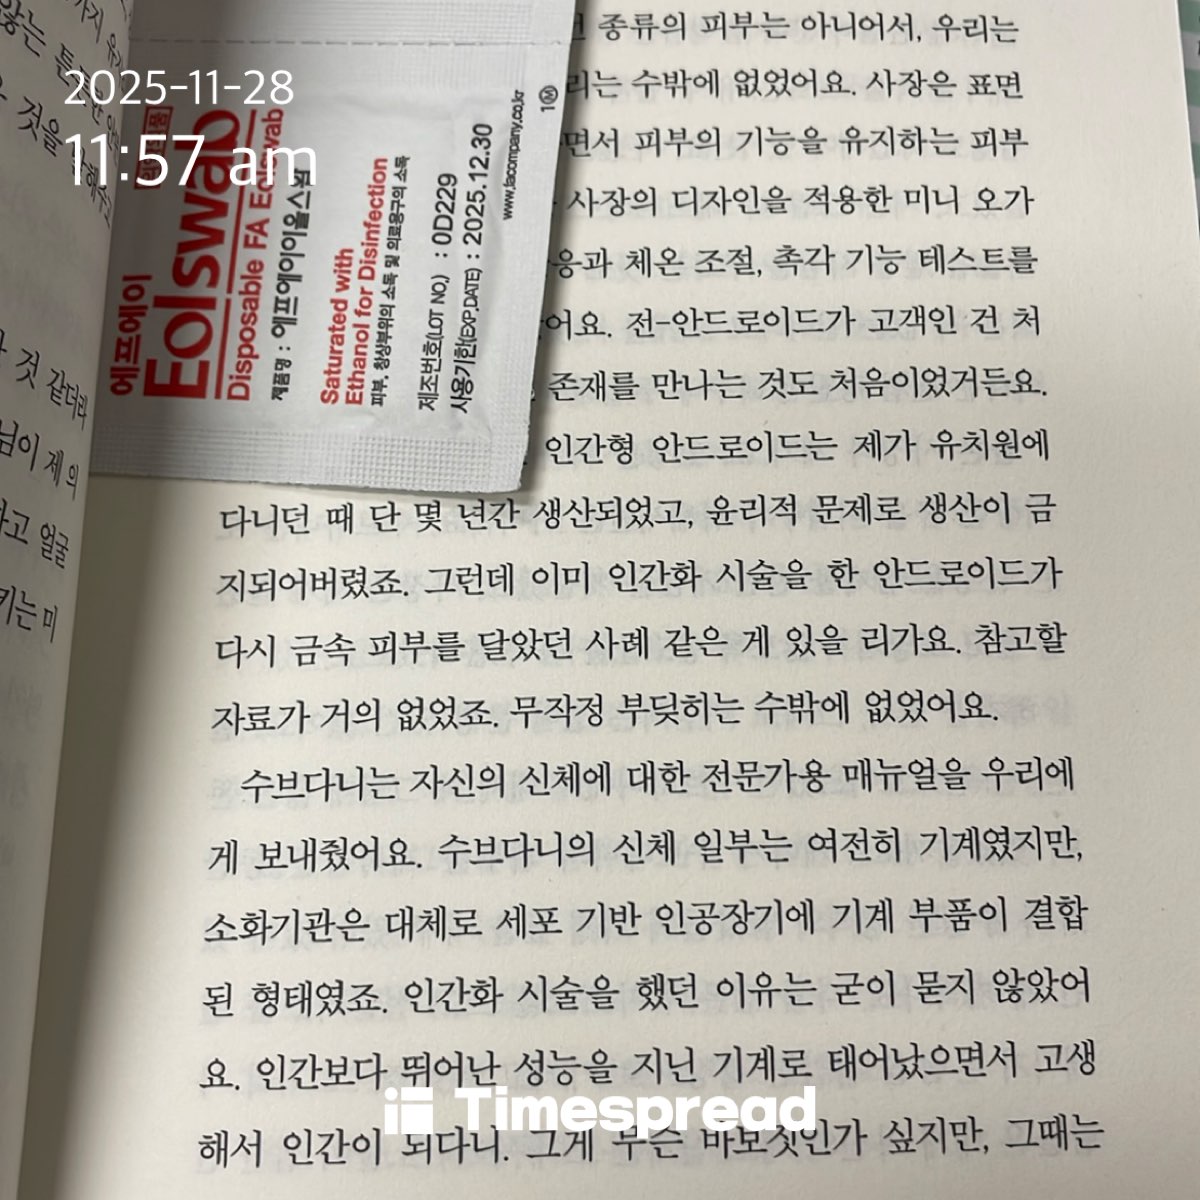 2025-11-28
11:57 am
에프에이
Eolswab
Disposable FA Eolswab
제품명 : 에프에이이올스왑
Saturated with
Ethanol for Disinfection
피부, 창상부위의 소독 및 의료용구의 소독
제조번호(LOT NO.) : 0D229
사용기한(EXP.DATE) : 2025.12.30
www.lacompany.co.kr
것을
것 같더라
님이 제 의
얼굴
키는 미
종류의 피부는 아니어서, 우리는
리는 수밖에 없었어요. 사장은 표면
면서 피부의 기능을 유지하는 피부
사장의 디자인을 적용한 미니 오가
응과 체온 조절, 촉각 기능 테스트를
어요. 전-안드로이드가 고객인 건 처
존재를 만나는 것도 처음이었거든요.
인간형 안드로이드는 제가 유치원에
다니던 때 단 몇 년간 생산되었고, 윤리적 문제로 생산이 금
지되어버렸죠. 그런데 이미 인간화 시술을 한 안드로이드가
다시 금속 피부를 달았던 사례 같은 게 있을 리가요. 참고할
자료가 거의 없었죠. 무작정 부딪히는 수밖에 없었어요.
수브다니는 자신의 신체에 대한 전문가용 매뉴얼을 우리에
게 보내줬어요. 수브다니의 신체 일부는 여전히 기계였지만,
소화기관은 대체로 세포 기반 인공장기에 기계 부품이 결합
된 형태였죠. 인간화 시술을 했던 이유는 굳이 묻지 않았어
요. 인간보다 뛰어난 성능을 지닌 기계로 태어났으면서 고생
해서 인간이 되다니. 그게 무슨 바보짓인가 싶지만, 그때는
Timespread